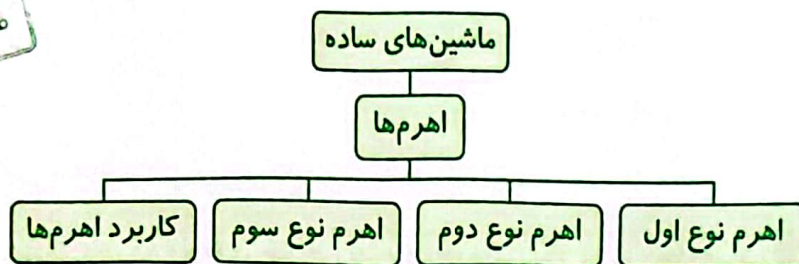 ماشین‌های ساده
اهرم‌ها
اهرم نوع اول
اهرم نوع دوم
اهرم نوع سوم
کاربرد اهرم‌ها